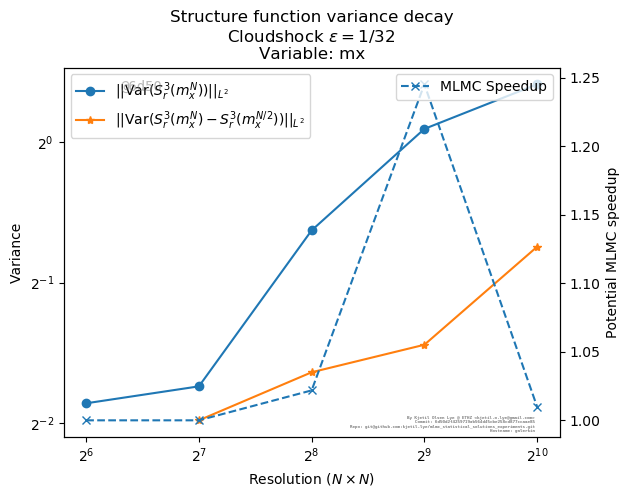 Structure function variance decay
Cloudshock ε = 1/32
Variable: mx
||Var(S_r^3(m_x^N))||_{L^2}
||Var(S_r^3(m_x^N) − S_r^3(m_x^{N/2}))||_{L^2}
MLMC Speedup
Variance
2^0
2^{-1}
2^{-2}
Potential MLMC speedup
1.25
1.20
1.15
1.10
1.05
1.00
2^6
2^7
2^8
2^9
2^{10}
Resolution (N × N)